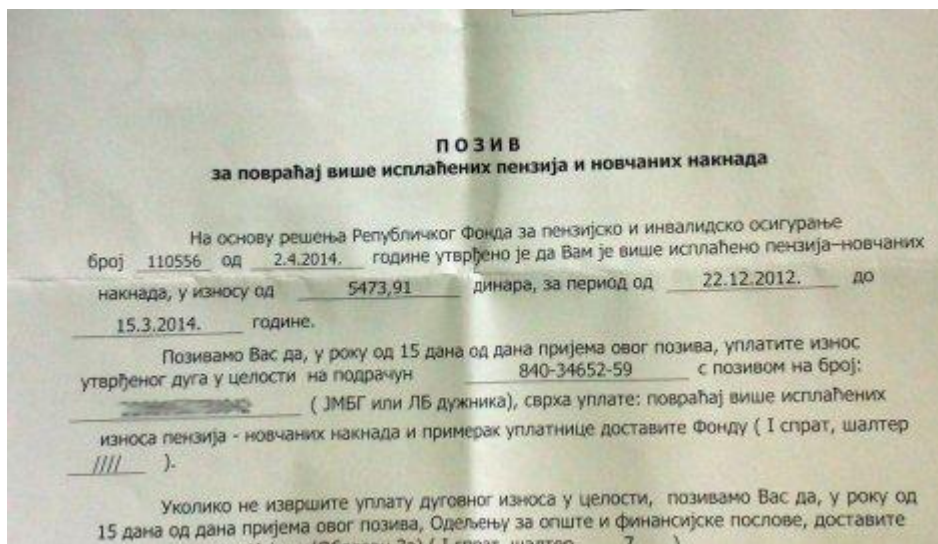 ПОЗИВ
за повраћај више исплаћених пензија и новчаних накнада
На основу решења Републичког Фонда за пензијско и инвалидско осигурање
број 110556 од 2.4.2014. године утврђено је да Вам је више исплаћено пензија–новчаних
накнада, у износу од 5473,91 динара, за период од 22.12.2012. до
15.3.2014. године.
Позивамо Вас да, у року од 15 дана од дана пријема овог позива, уплатите износ
утврђеног дуга у целости на подрачун 840-34652-59 с позивом на број:
( ЈМБГ или ЛБ дужника), сврха уплате: повраћај више исплаћених
износа пензија - новчаних накнада и примерак уплатнице доставите Фонду ( I спрат, шалтер
//// ).
Уколико не извршите уплату дуговног износа у целости, позивамо Вас да, у року од
15 дана од дана пријема овог позива, Одељењу за опште и финансијске послове, доставите
( I спрат, шалтер 7 )